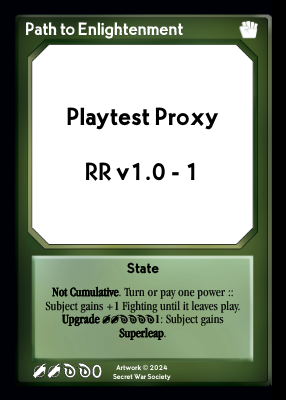 Path to Enlightenment
Playtest Proxy
RR v1.0 - 1
State
Not Cumulative. Turn or pay one power ::
Subject gains +1 Fighting until it leaves play.
Upgrade 1: Subject gains
Superleap.
0
Artwork © 2024
Secret War Society